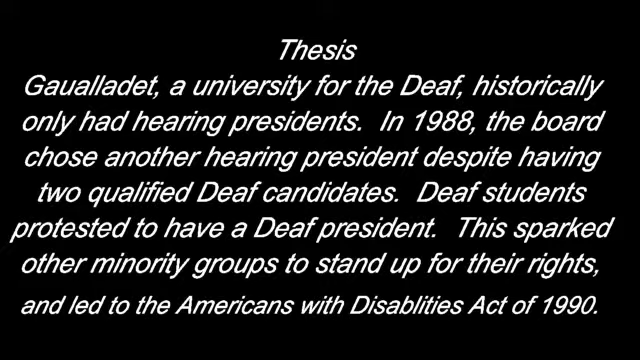 Thesis
Gaualladet, a university for the Deaf, historically
only had hearing presidents.  In 1988, the board
chose another hearing president despite having
two qualified Deaf candidates.  Deaf students
protested to have a Deaf president.  This sparked
other minority groups to stand up for their rights,
and led to the Americans with Disablities Act of 1990.